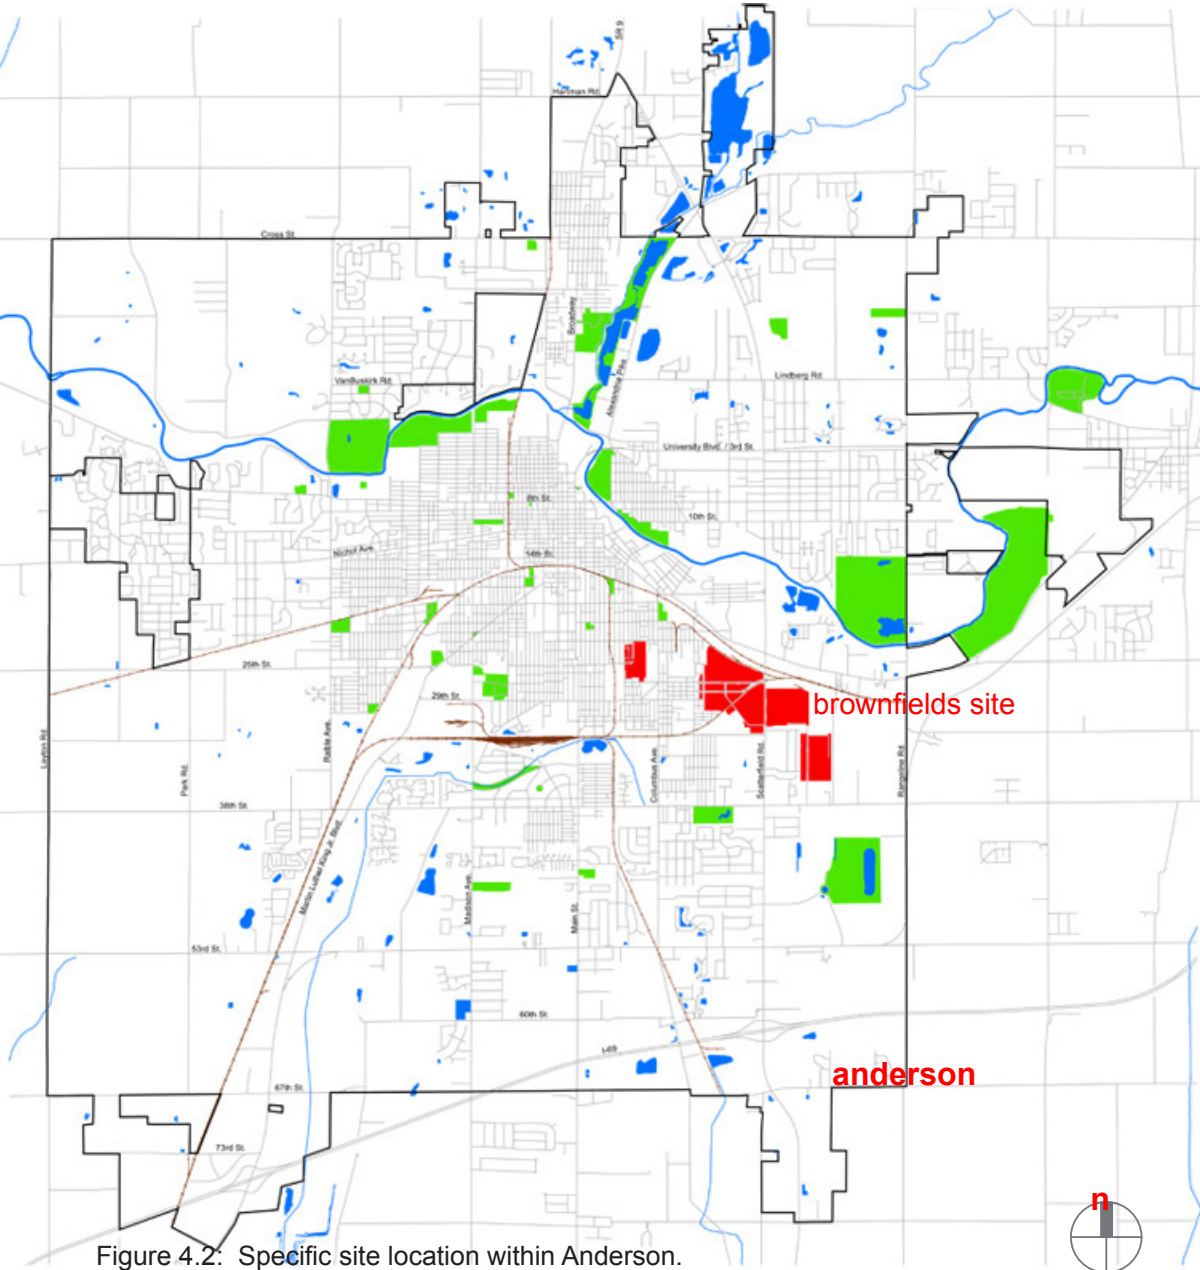 SR 9
Hartman Rd.
Cross St.
Broadway
VanBuskirk Rd.
Alexandria Pike
Lindberg Rd.
University Blvd. / 3rd St.
8th St.
10th St.
Nichol Ave.
14th St.
25th St.
29th St.
brownfields site
Layton Rd.
Park Rd.
Raible Ave.
Columbus Ave.
Scatterfield Rd.
Rangeline Rd.
38th St.
Martin Luther King Jr. Blvd.
Madison Ave.
Main St.
53rd St.
60th St.
I-69
anderson
67th St.
73rd St.
n
Figure 4.2: Specific site location within Anderson.